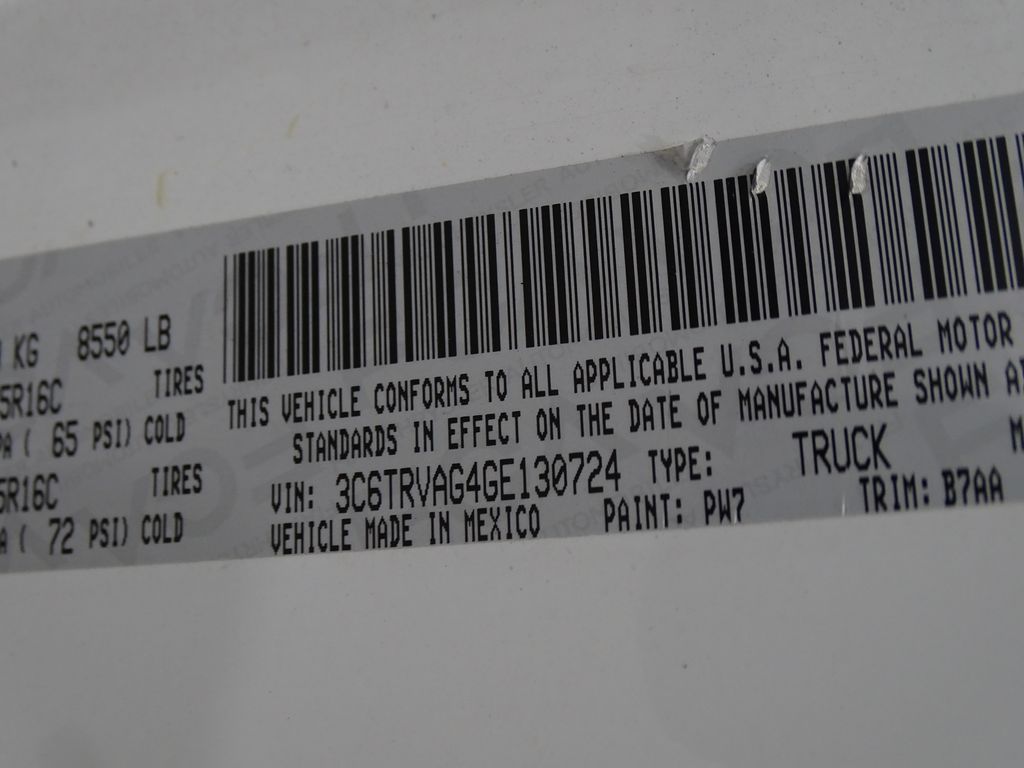 KG 8550 LB
5R16C TIRES
PA ( 65 PSI) COLD
5R16C TIRES
A ( 72 PSI) COLD
THIS VEHICLE CONFORMS TO ALL APPLICABLE U.S.A. FEDERAL MOTOR
STANDARDS IN EFFECT ON THE DATE OF MANUFACTURE SHOWN A
VIN: 3C6TRVAG4GE130724 TYPE: TRUCK M
VEHICLE MADE IN MEXICO PAINT: PW7 TRIM: B7AA